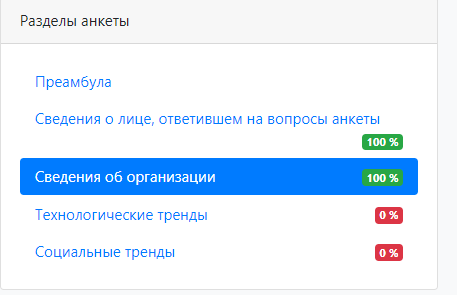 Разделы анкеты
Преамбула
Сведения о лице, ответившем на вопросы анкеты
100 %
Сведения об организации 100 %
Технологические тренды 0 %
Социальные тренды 0 %